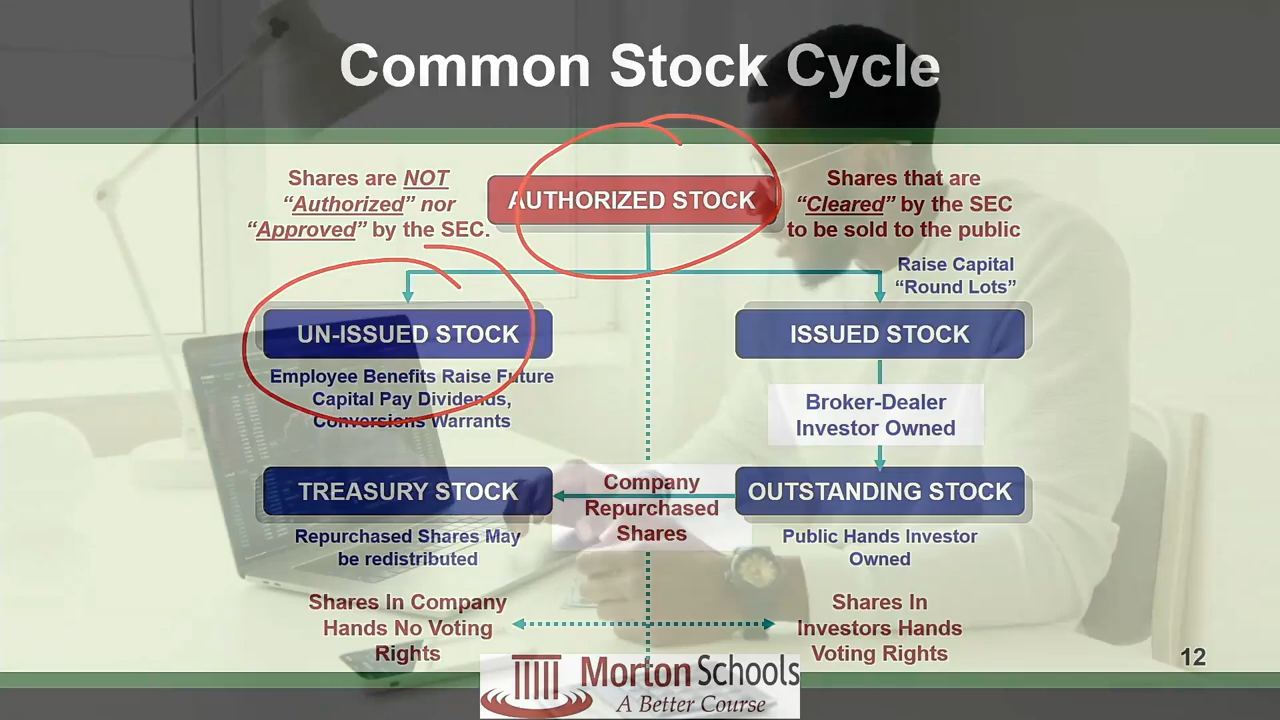 Common Stock Cycle
Shares are NOT
“Authorized” nor
“Approved” by the SEC.
AUTHORIZED STOCK
Shares that are
“Cleared” by the SEC
to be sold to the public
Raise Capital
“Round Lots”
UN-ISSUED STOCK
Employee Benefits Raise Future
Capital Pay Dividends,
Conversions Warrants
ISSUED STOCK
Broker-Dealer
Investor Owned
TREASURY STOCK
Company
Repurchased
Shares
OUTSTANDING STOCK
Repurchased Shares May
be redistributed
Public Hands Investor
Owned
Shares In Company
Hands No Voting
Rights
Shares In
Investors Hands
Voting Rights
12
Morton Schools
A Better Course